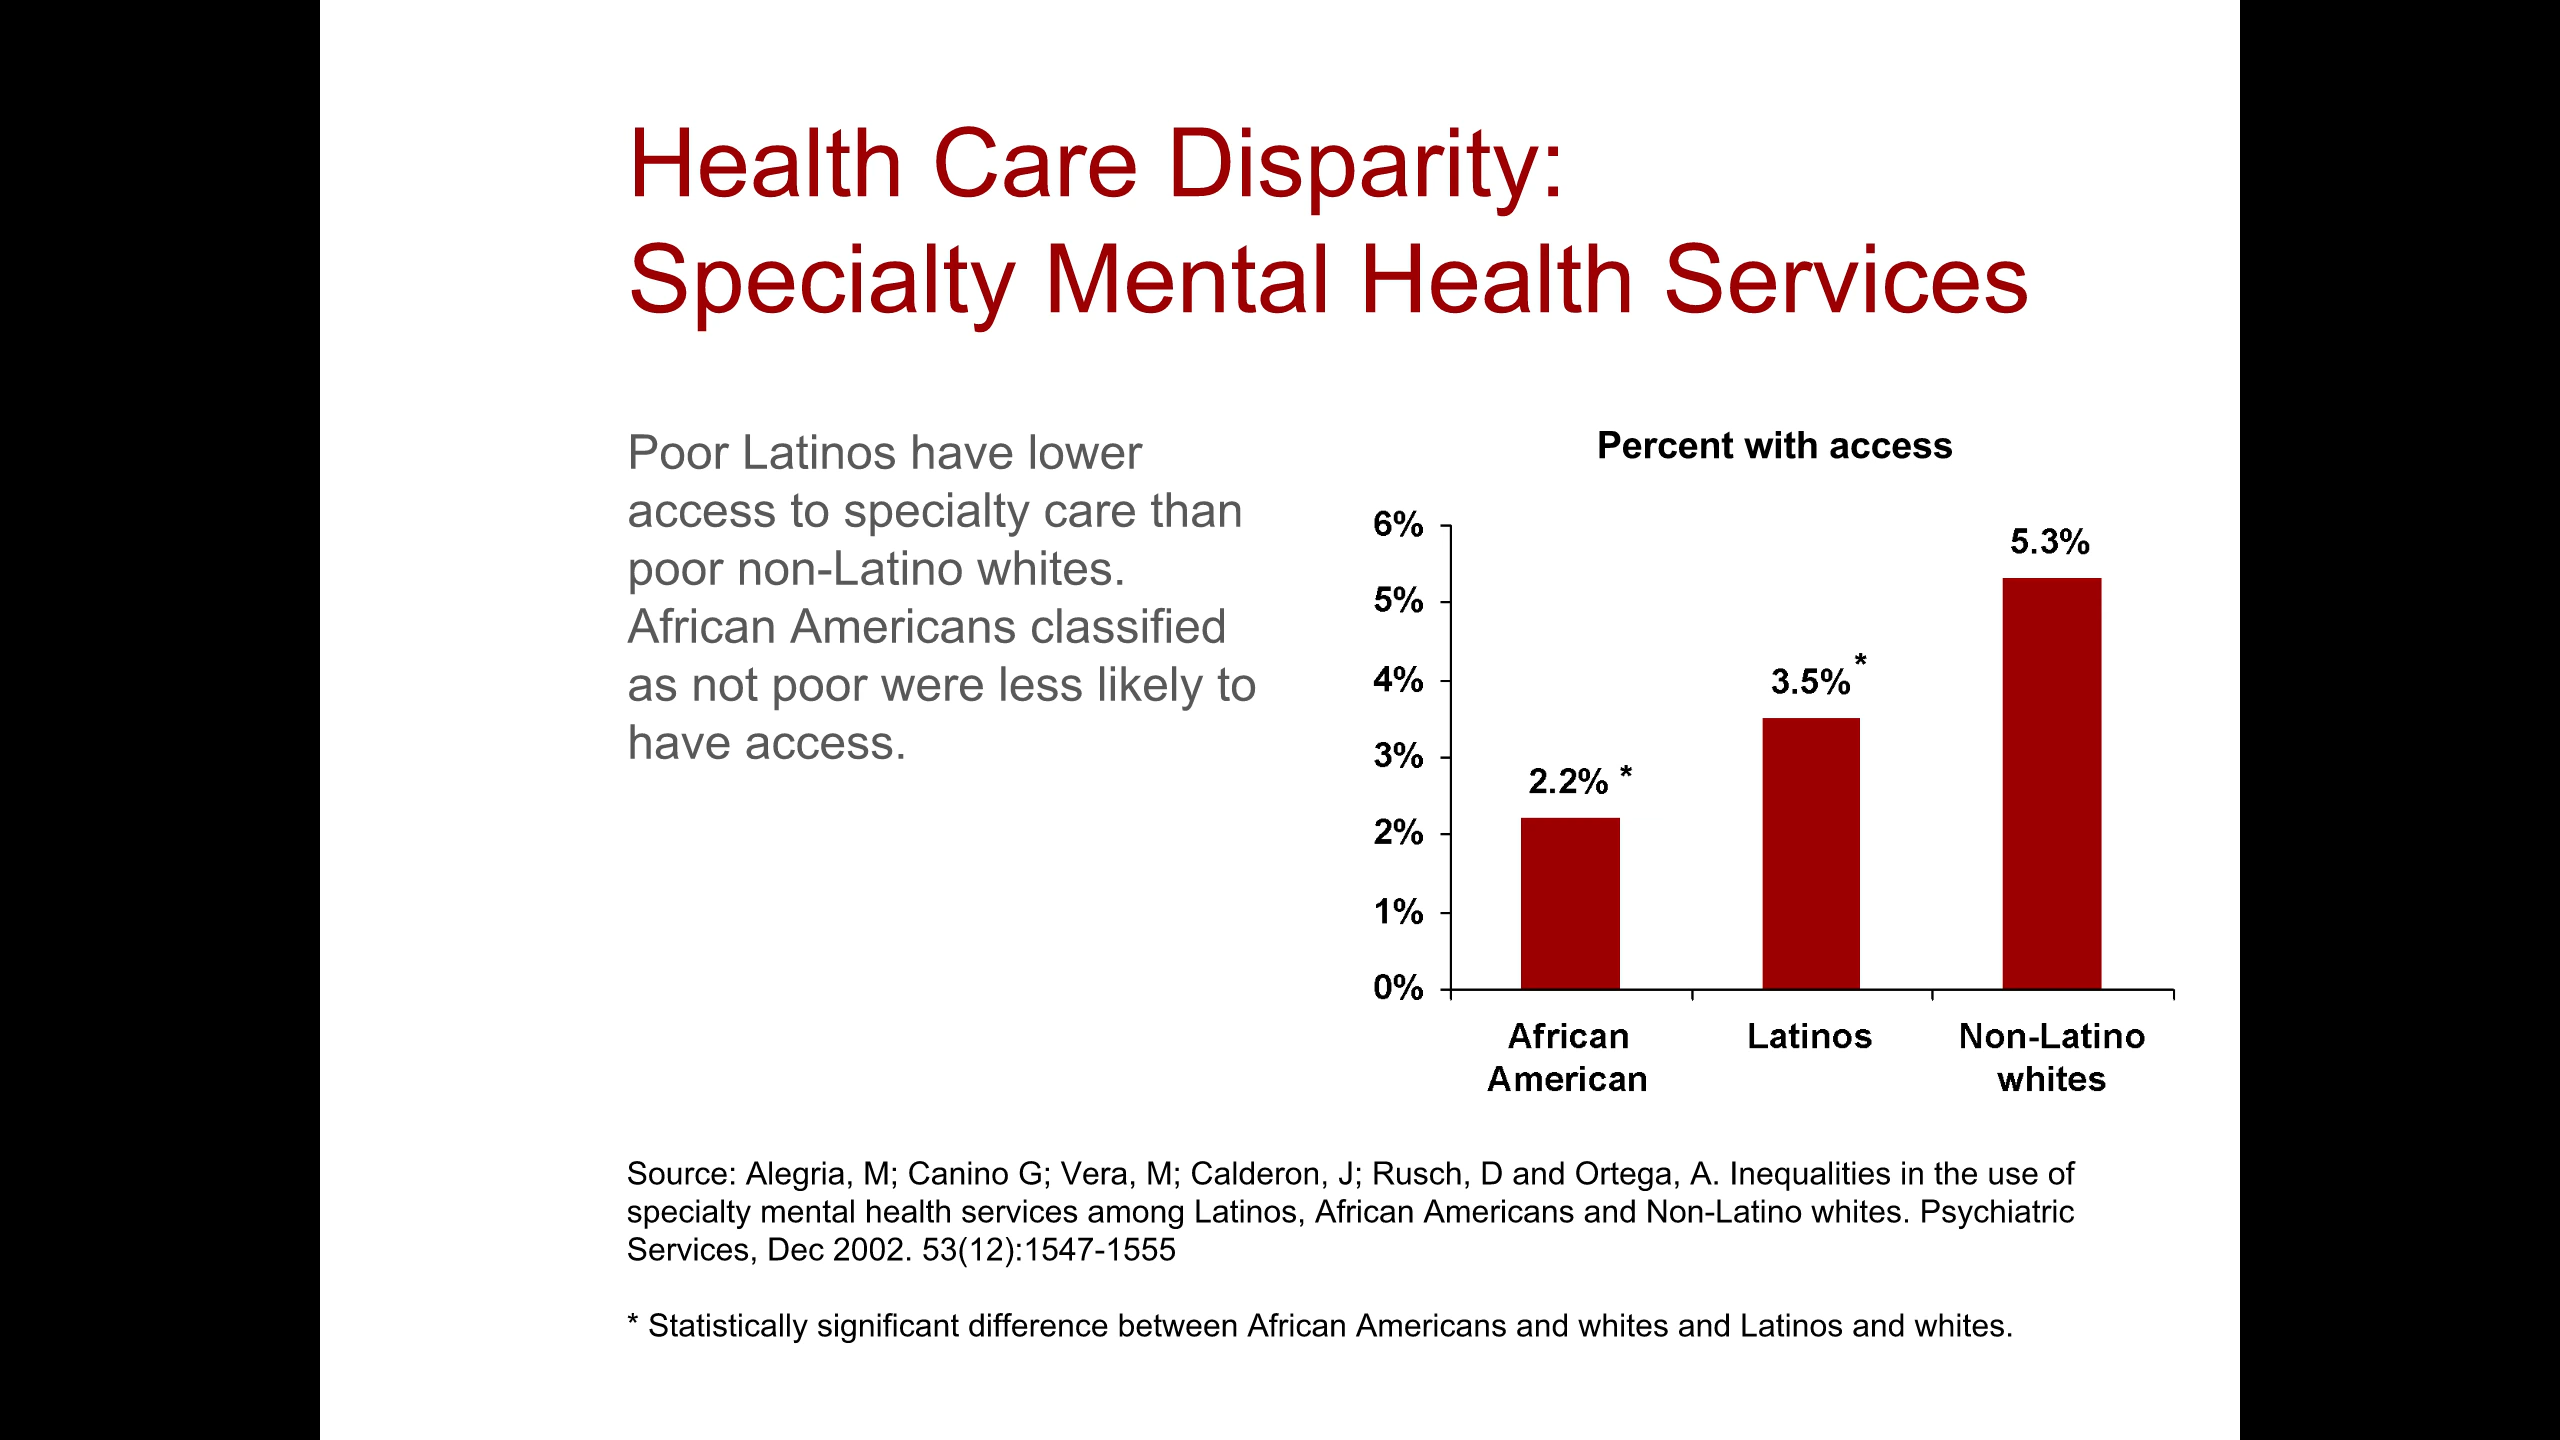 Health Care Disparity:
Specialty Mental Health Services
Poor Latinos have lower
access to specialty care than
poor non-Latino whites.
African Americans classified
as not poor were less likely to
have access.
Percent with access
6%
5%
4%
3%
2%
1%
0%
2.2% *
3.5% *
5.3%
African
American
Latinos
Non-Latino
whites
Source: Alegria, M; Canino G; Vera, M; Calderon, J; Rusch, D and Ortega, A. Inequalities in the use of
specialty mental health services among Latinos, African Americans and Non-Latino whites. Psychiatric
Services, Dec 2002. 53(12):1547-1555
* Statistically significant difference between African Americans and whites and Latinos and whites.